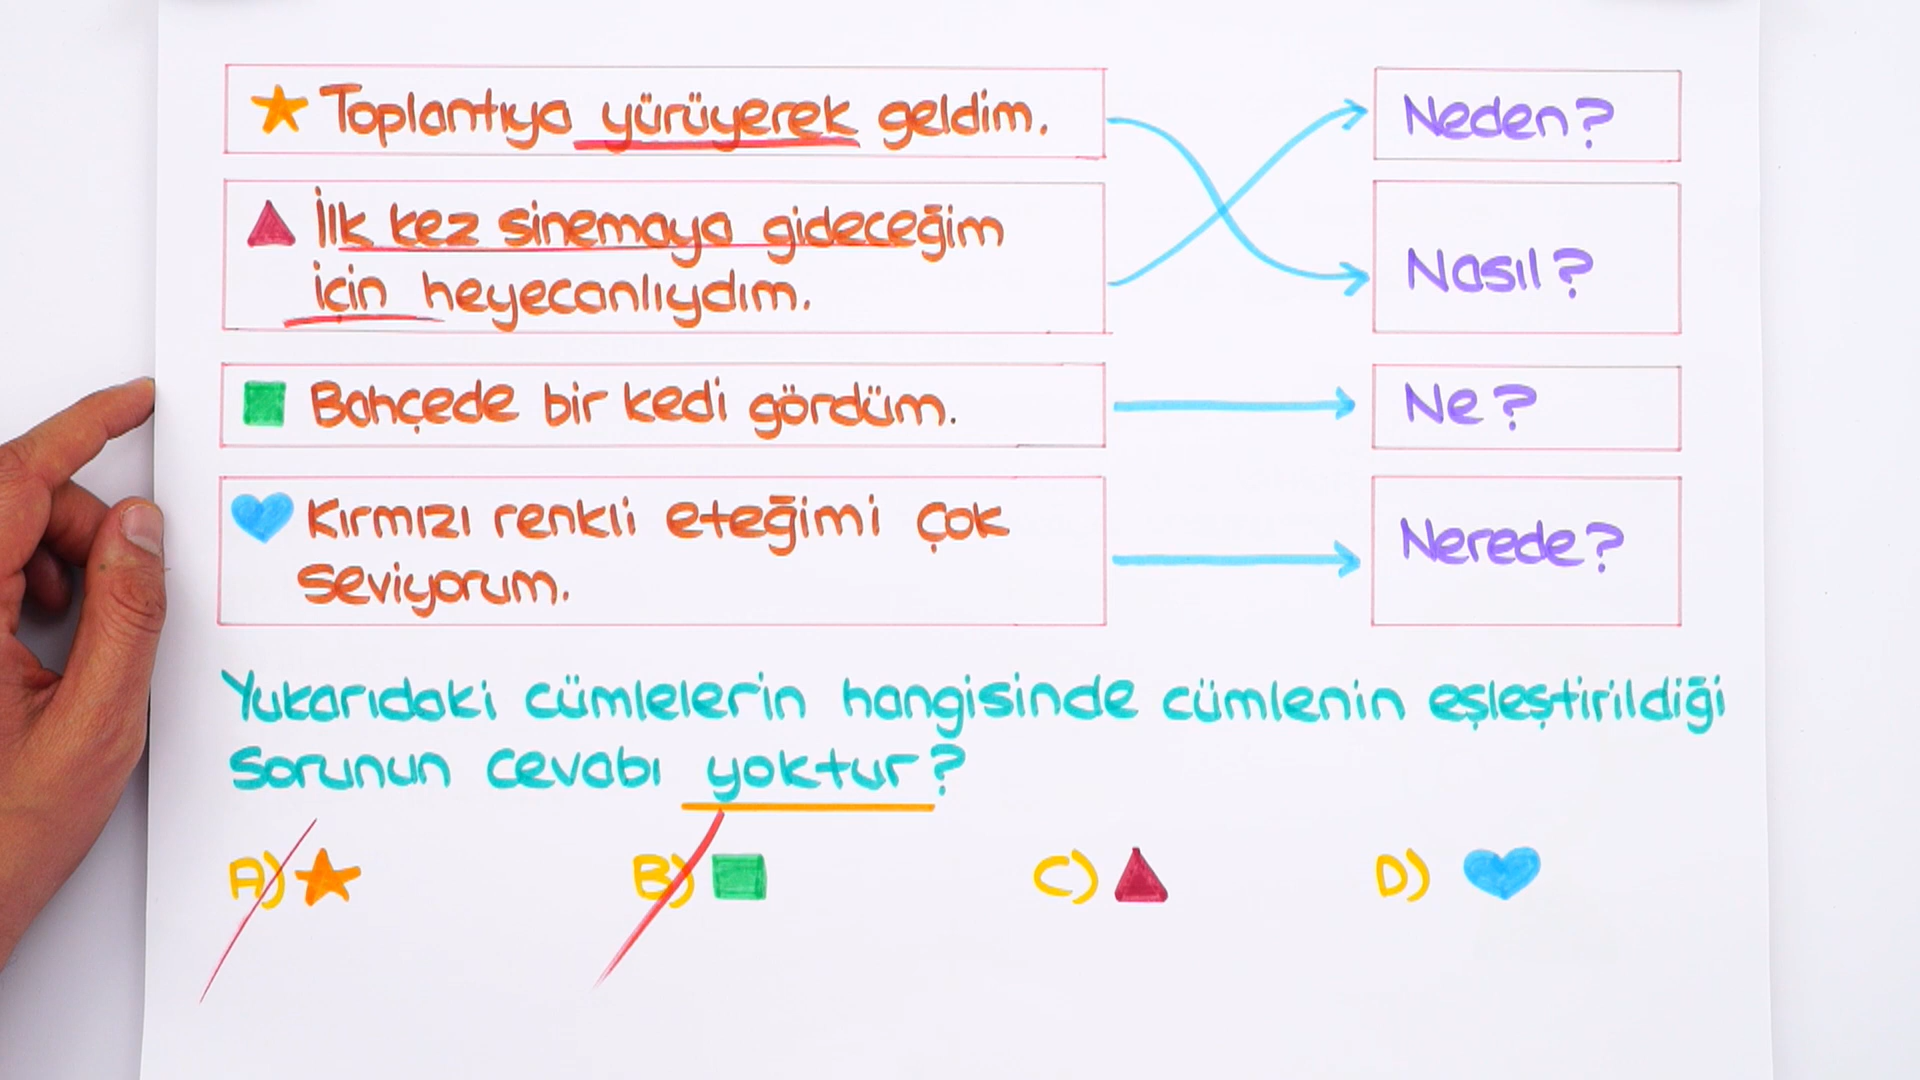 Toplantıya yürüyerek geldim.
Neden?
İlk kez sinemaya gideceğim
için heyecanlıydım.
Nasıl?
Bahçede bir kedi gördüm.
Ne?
Kırmızı renkli eteğimi çok
seviyorum.
Nerede?
Yukarıdaki cümlelerin hangisinde cümlenin eşleştirildiği
sorunun cevabı yoktur?
A) B) C) D)